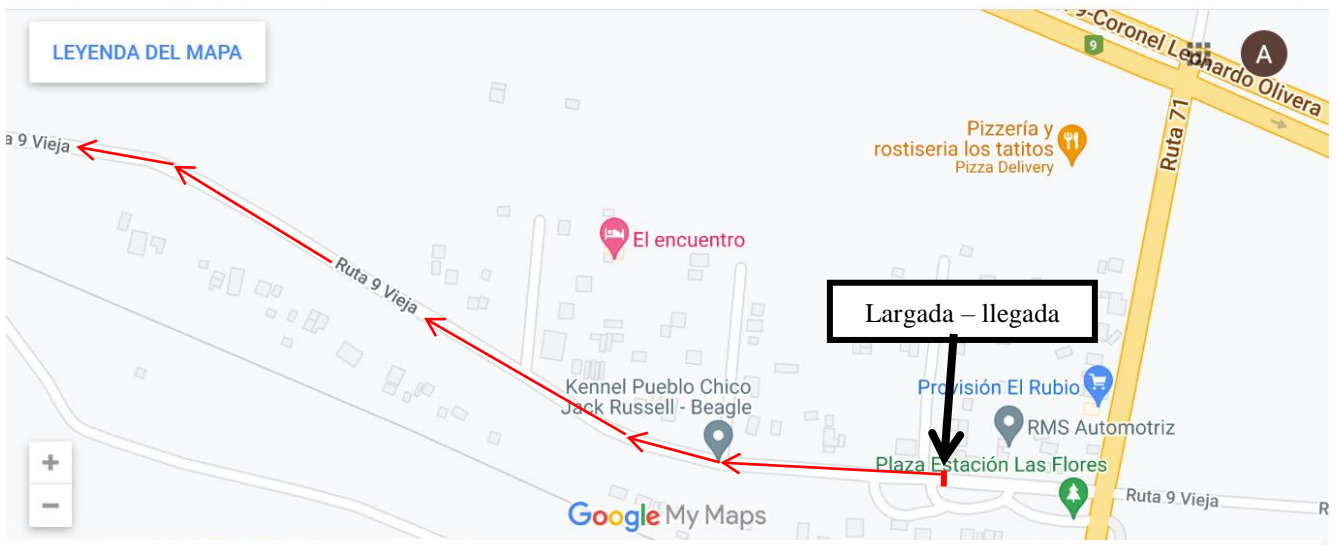 LEYENDA DEL MAPA
9-Coronel Leonardo Olivera
9
A
Ruta 71
a 9 Vieja
Pizzería y
rostiseria los tatitos
Pizza Delivery
El encuentro
Ruta 9 Vieja
Largada – llegada
Kennel Pueblo Chico
Jack Russell - Beagle
Provisión El Rubio
RMS Automotriz
Plaza Estación Las Flores
Ruta 9 Vieja
R
+
−
Google My Maps